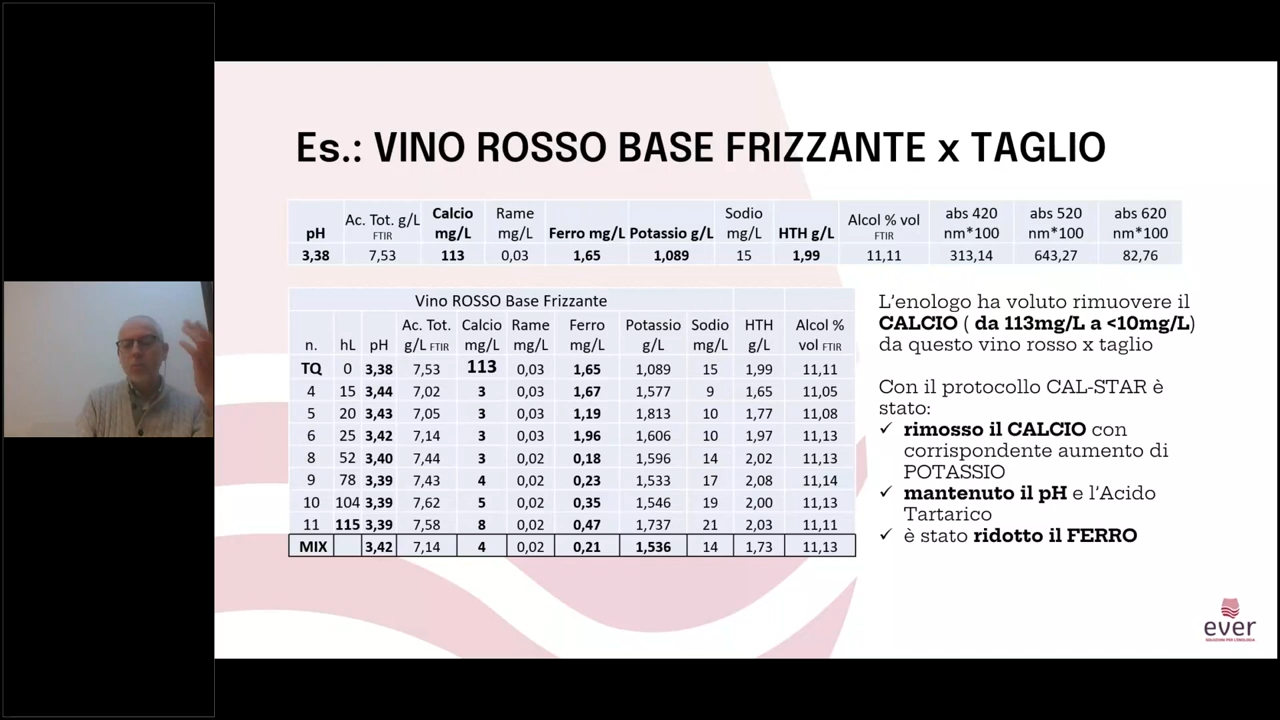 Es.: VINO ROSSO BASE FRIZZANTE x TAGLIO
pH Ac. Tot. g/L FTIR Calcio mg/L Rame mg/L Ferro mg/L Potassio g/L Sodio mg/L HTH g/L Alcol % vol FTIR abs 420 nm*100 abs 520 nm*100 abs 620 nm*100
3,38 7,53 113 0,03 1,65 1,089 15 1,99 11,11 313,14 643,27 82,76
Vino ROSSO Base Frizzante
n. hL pH Ac. Tot. g/L FTIR Calcio mg/L Rame mg/L Ferro mg/L Potassio g/L Sodio mg/L HTH g/L Alcol % vol FTIR
TQ 0 3,38 7,53 113 0,03 1,65 1,089 15 1,99 11,11
4 15 3,44 7,02 3 0,03 1,67 1,577 9 1,65 11,05
5 20 3,43 7,05 3 0,03 1,19 1,813 10 1,77 11,08
6 25 3,42 7,14 3 0,03 1,96 1,606 10 1,97 11,13
8 52 3,40 7,44 3 0,02 0,18 1,596 14 2,02 11,13
9 78 3,39 7,43 4 0,02 0,23 1,533 17 2,08 11,14
10 104 3,39 7,62 5 0,02 0,35 1,546 19 2,00 11,13
11 115 3,39 7,58 8 0,02 0,47 1,737 21 2,03 11,11
MIX 3,42 7,14 4 0,02 0,21 1,536 14 1,73 11,13
L'enologo ha voluto rimuovere il
CALCIO ( da 113mg/L a <10mg/L)
da questo vino rosso x taglio
Con il protocollo CAL-STAR è
stato:
✓ rimosso il CALCIO con
corrispondente aumento di
POTASSIO
✓ mantenuto il pH e l'Acido
Tartarico
✓ è stato ridotto il FERRO
ever
SOLUZIONI PER L'ENOLOGIA